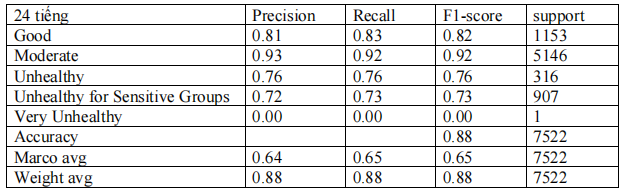 24 tiếng Precision Recall F1-score support
Good 0.81 0.83 0.82 1153
Moderate 0.93 0.92 0.92 5146
Unhealthy 0.76 0.76 0.76 316
Unhealthy for Sensitive Groups 0.72 0.73 0.73 907
Very Unhealthy 0.00 0.00 0.00 1
Accuracy 0.88 7522
Marco avg 0.64 0.65 0.65 7522
Weight avg 0.88 0.88 0.88 7522